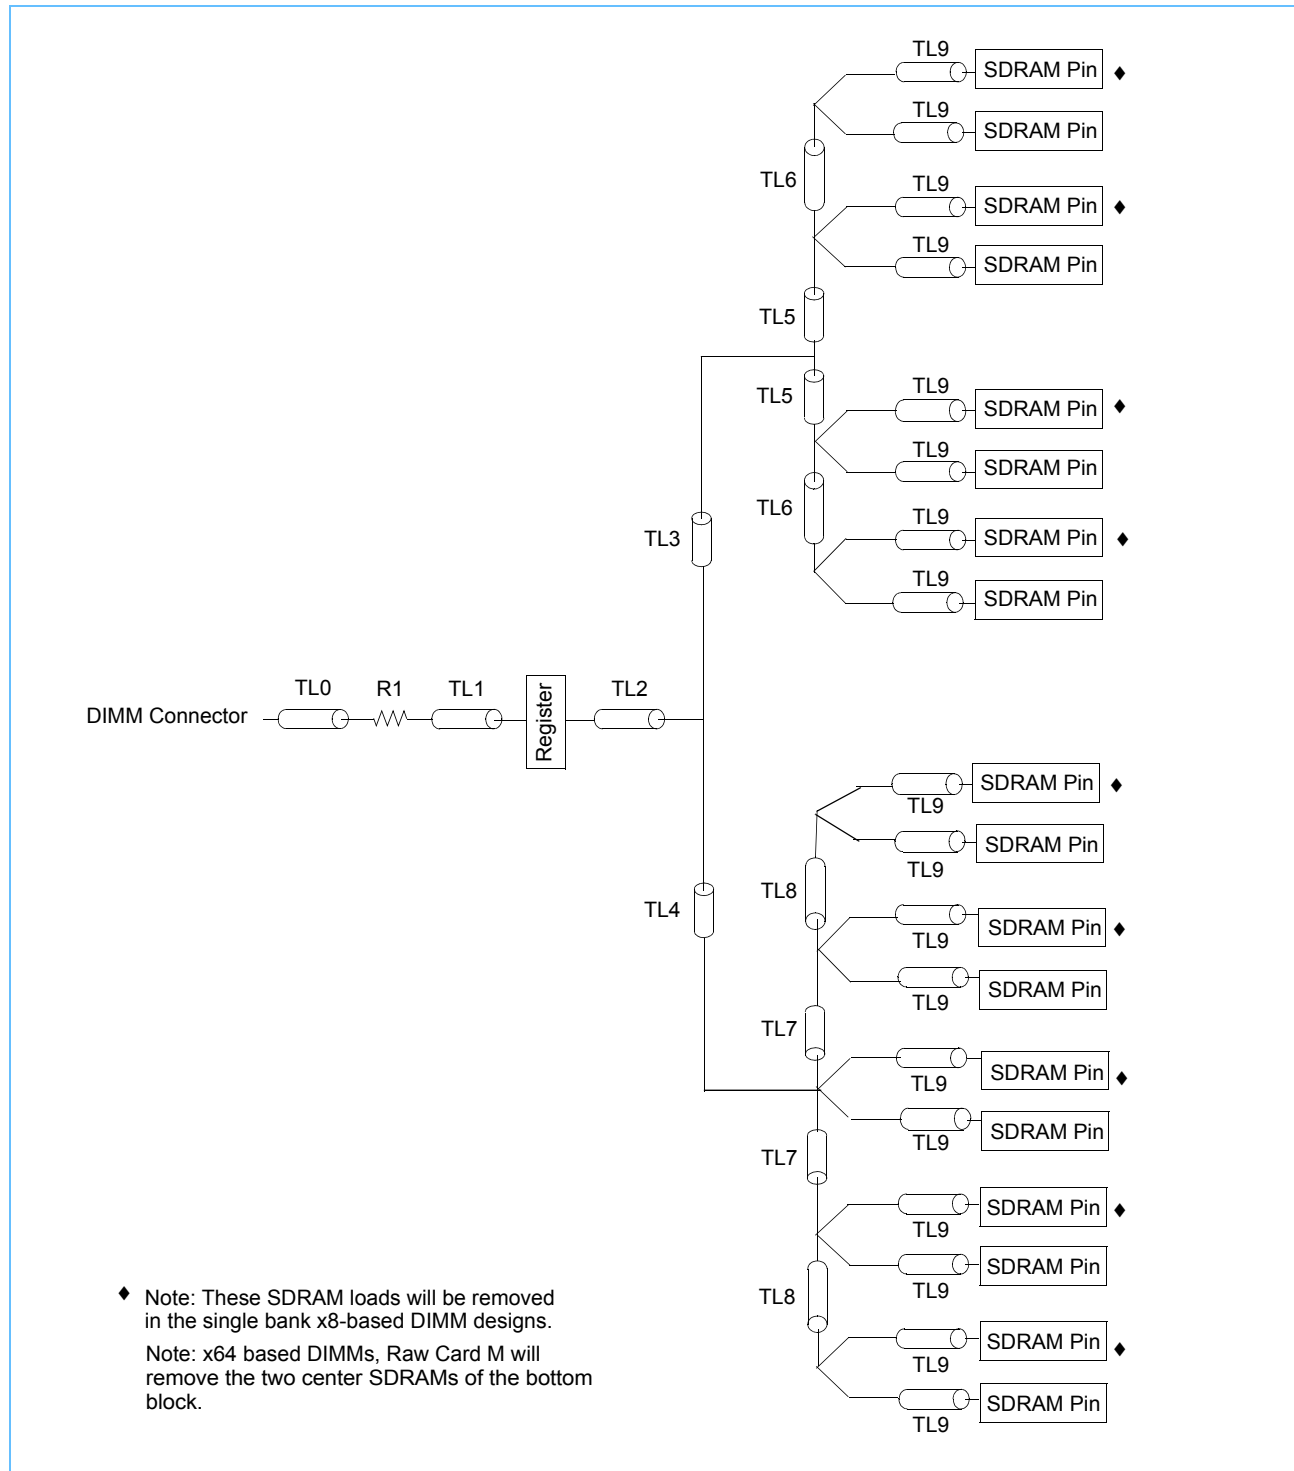 TL9
SDRAM Pin ♦
TL9
SDRAM Pin
TL6
TL9
SDRAM Pin ♦
TL9
SDRAM Pin
TL5
TL5
TL9
SDRAM Pin ♦
TL9
SDRAM Pin
TL6
TL9
SDRAM Pin ♦
TL9
SDRAM Pin
TL3
DIMM Connector
TL0
R1
TL1
Register
TL2
TL4
SDRAM Pin ♦
TL9
SDRAM Pin
TL9
TL8
SDRAM Pin ♦
TL9
SDRAM Pin
TL9
TL7
SDRAM Pin ♦
TL9
SDRAM Pin
TL9
TL7
SDRAM Pin ♦
TL9
SDRAM Pin
TL9
TL8
SDRAM Pin ♦
TL9
SDRAM Pin
TL9
♦ Note: These SDRAM loads will be removed
in the single bank x8-based DIMM designs.
Note: x64 based DIMMs, Raw Card M will
remove the two center SDRAMs of the bottom
block.